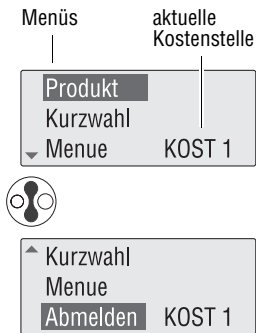 Menüs aktuelle
Kostenstelle
Produkt
Kurzwahl
Menue KOST 1
Kurzwahl
Menue
Abmelden KOST 1